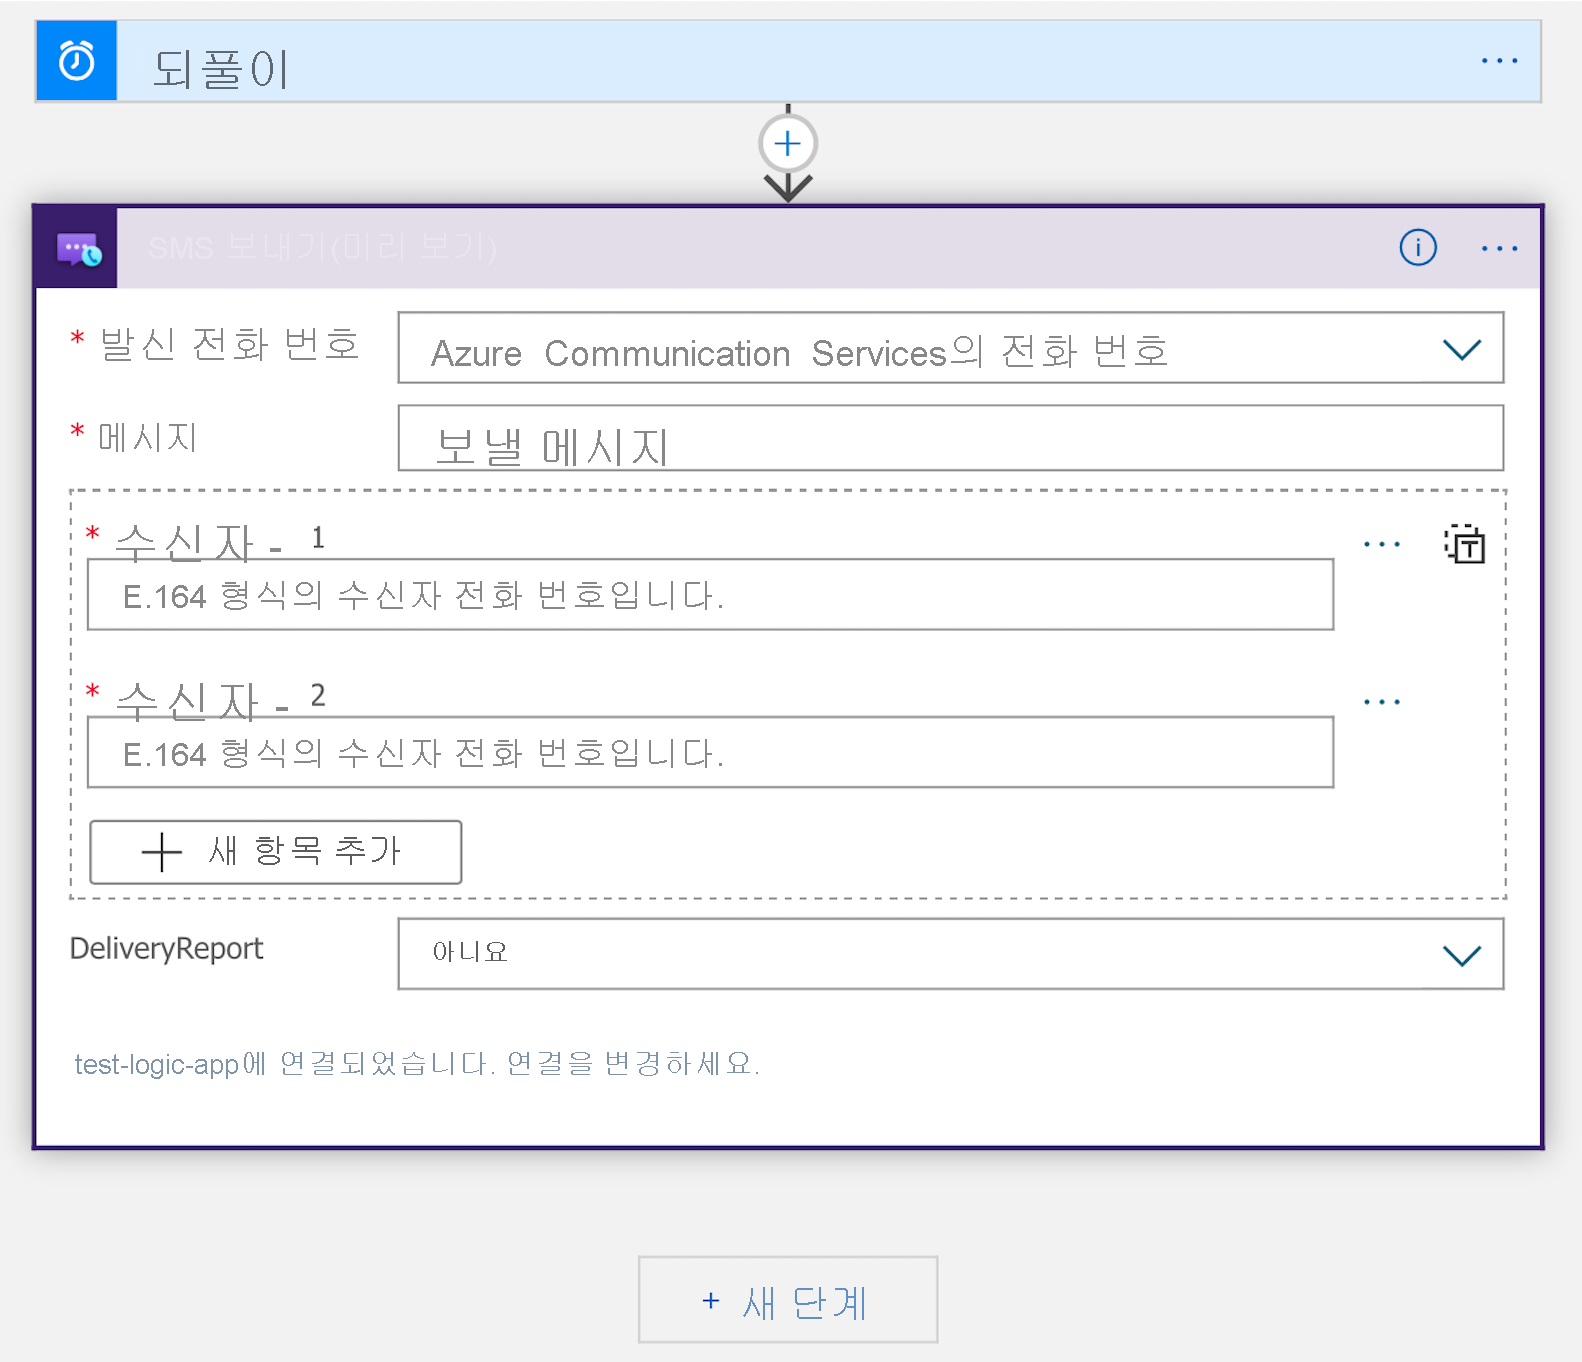 되풀이
SMS 보내기(미리 보기)
* 발신 전화 번호
Azure Communication Services의 전화 번호
* 메시지
보낼 메시지
* 수신자 - 1
E.164 형식의 수신자 전화 번호입니다.
* 수신자 - 2
E.164 형식의 수신자 전화 번호입니다.
새 항목 추가
DeliveryReport
아니요
test-logic-app에 연결되었습니다. 연결을 변경하세요.
+ 새 단계